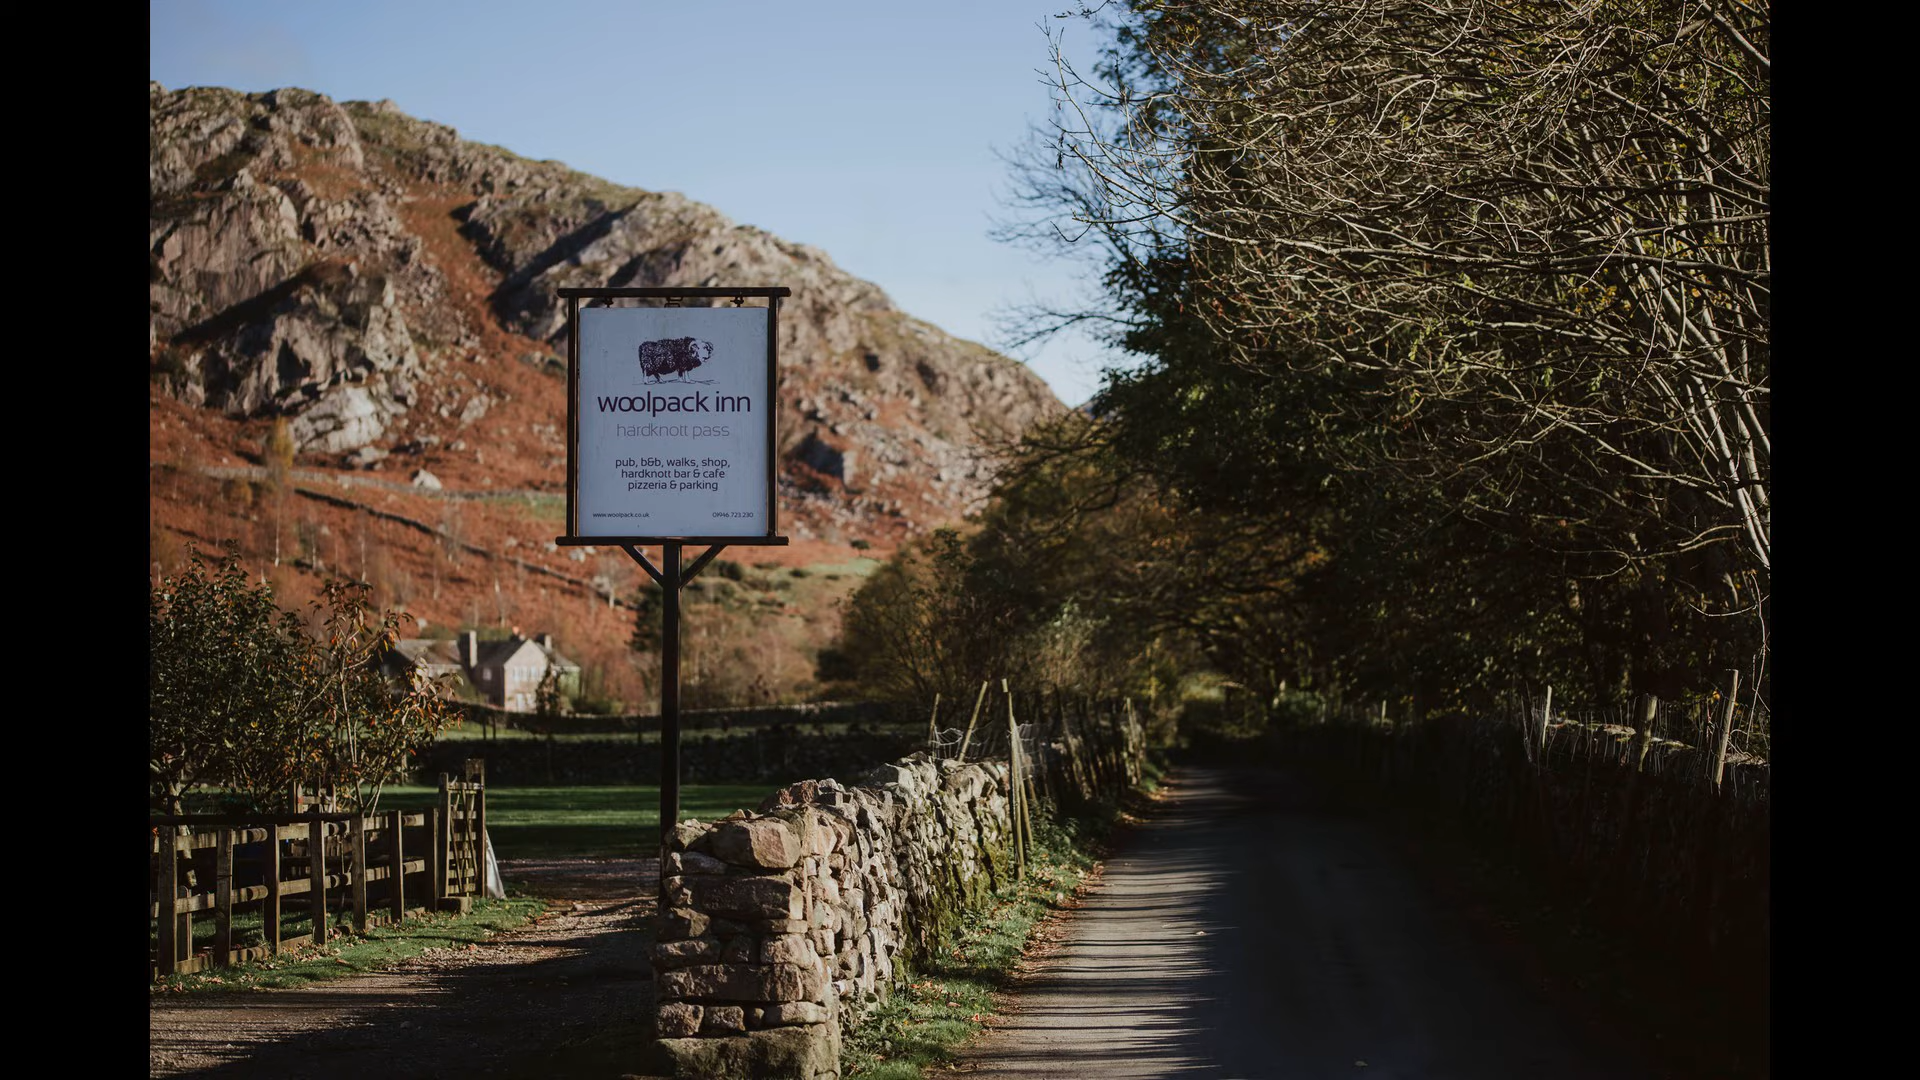 woolpack inn
hardknott pass
pub, b&b, walks, shop,
hardknott bar & cafe
pizzeria & parking
www.woolpack.co.uk 01946.723.230